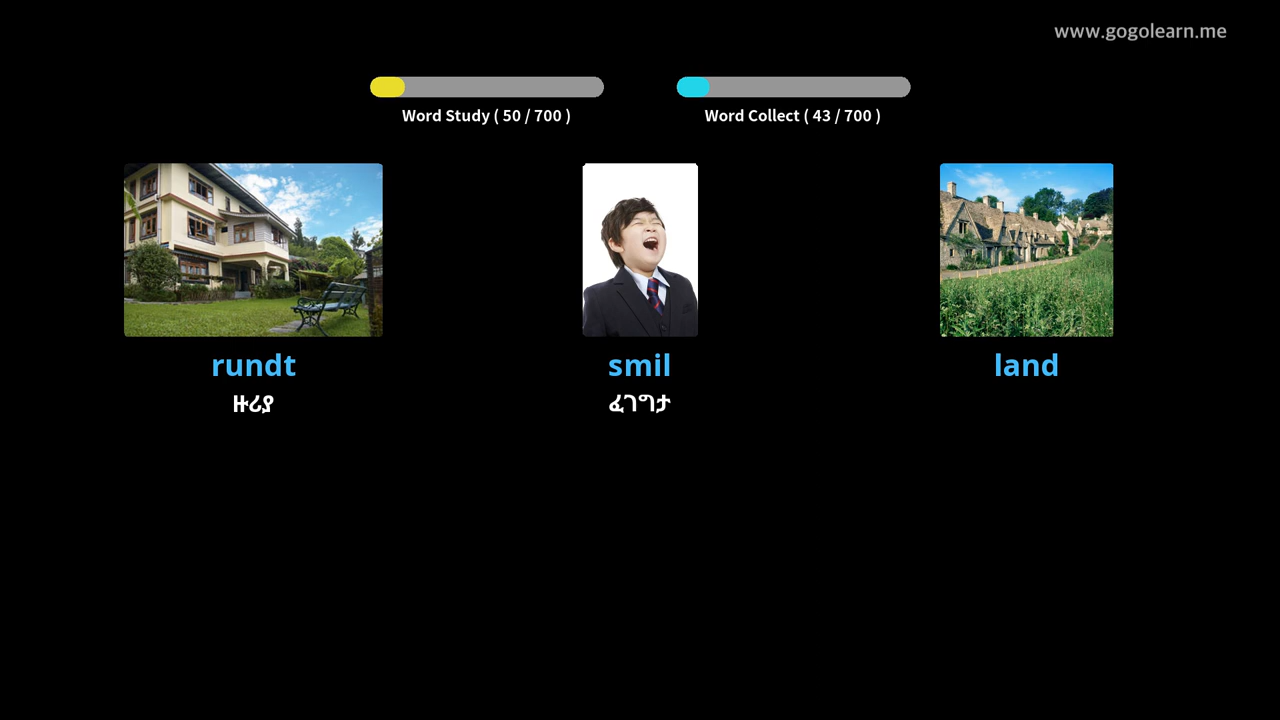 www.gogolearn.me
Word Study ( 50 / 700 )
Word Collect ( 43 / 700 )
rundt
ዙሪያ
smil
ፈገግታ
land